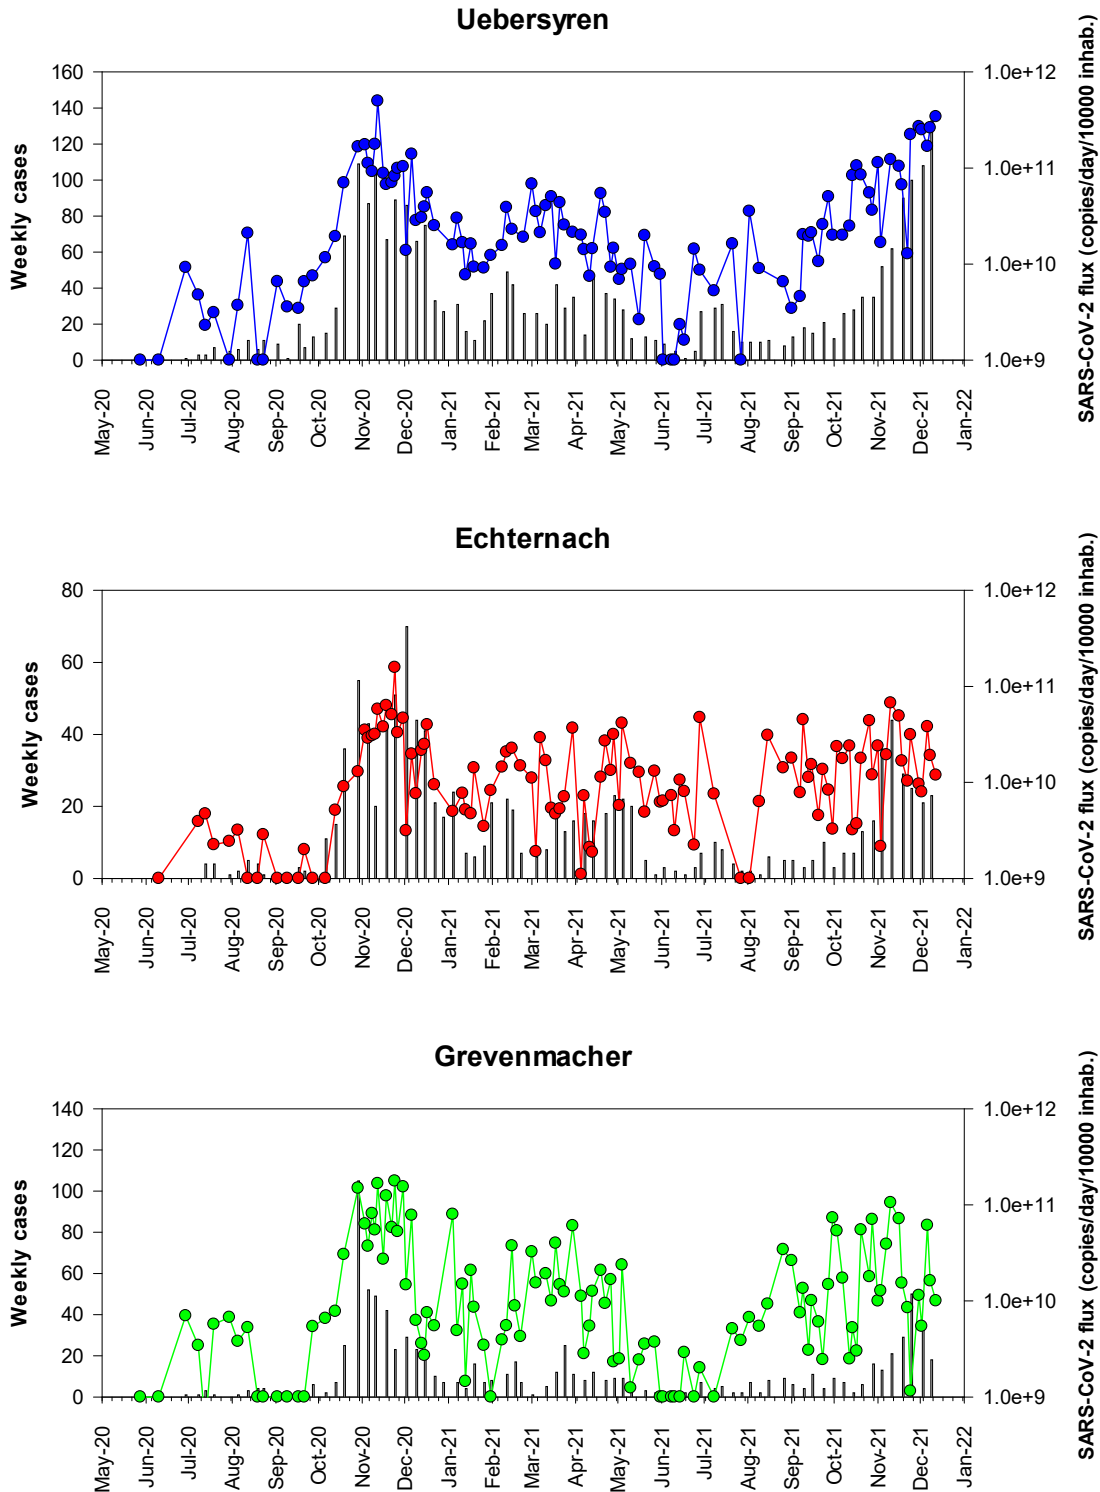 Uebersyren
Weekly cases
160
140
120
100
80
60
40
20
0
1.0e+12
1.0e+11
1.0e+10
1.0e+9
SARS-CoV-2 flux (copies/day/10000 inhab.)
May-20
Jun-20
Jul-20
Aug-20
Sep-20
Oct-20
Nov-20
Dec-20
Jan-21
Feb-21
Mar-21
Apr-21
May-21
Jun-21
Jul-21
Aug-21
Sep-21
Oct-21
Nov-21
Dec-21
Jan-22
Echternach
Weekly cases
80
60
40
20
0
1.0e+12
1.0e+11
1.0e+10
1.0e+9
SARS-CoV-2 flux (copies/day/10000 inhab.)
May-20
Jun-20
Jul-20
Aug-20
Sep-20
Oct-20
Nov-20
Dec-20
Jan-21
Feb-21
Mar-21
Apr-21
May-21
Jun-21
Jul-21
Aug-21
Sep-21
Oct-21
Nov-21
Dec-21
Jan-22
Grevenmacher
Weekly cases
140
120
100
80
60
40
20
0
1.0e+12
1.0e+11
1.0e+10
1.0e+9
SARS-CoV-2 flux (copies/day/10000 inhab.)
May-20
Jun-20
Jul-20
Aug-20
Sep-20
Oct-20
Nov-20
Dec-20
Jan-21
Feb-21
Mar-21
Apr-21
May-21
Jun-21
Jul-21
Aug-21
Sep-21
Oct-21
Nov-21
Dec-21
Jan-22